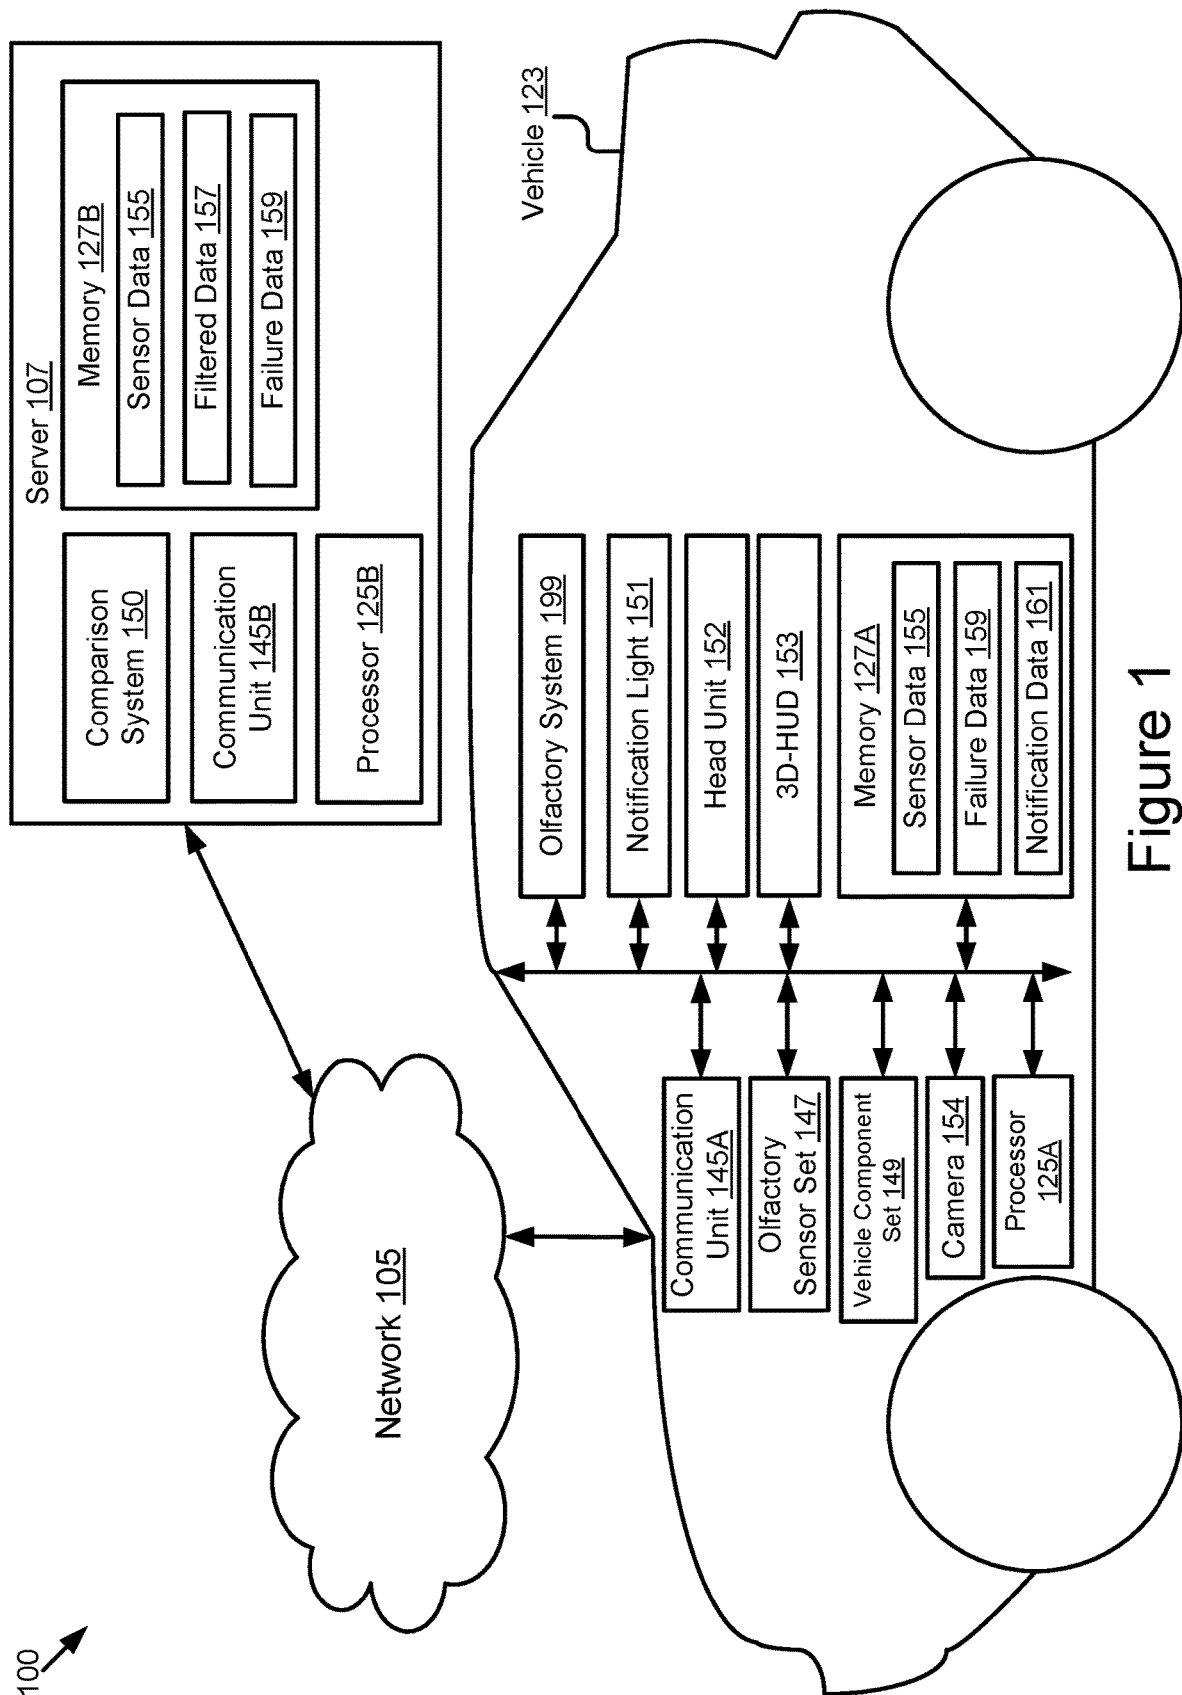 100
Network 105
Server 107
Comparison
System 150
Communication
Unit 145B
Processor 125B
Memory 127B
Sensor Data 155
Filtered Data 157
Failure Data 159
Vehicle 123
Communication
Unit 145A
Olfactory
Sensor Set 147
Vehicle Component
Set 149
Camera 154
Processor
125A
Olfactory System 199
Notification Light 151
Head Unit 152
3D-HUD 153
Memory 127A
Sensor Data 155
Failure Data 159
Notification Data 161
Figure 1